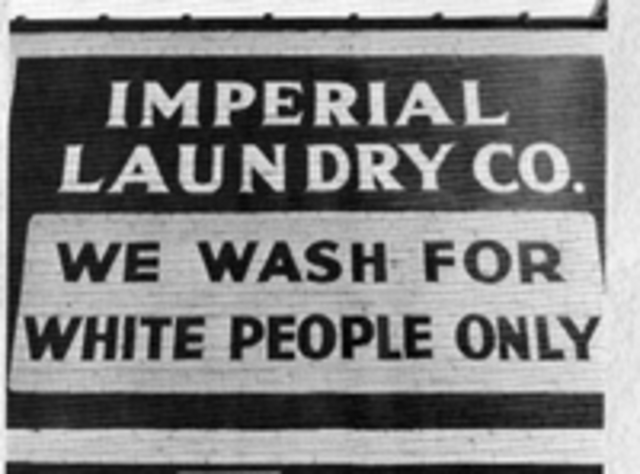 IMPERIAL
LAUNDRY CO.
WE WASH FOR
WHITE PEOPLE ONLY